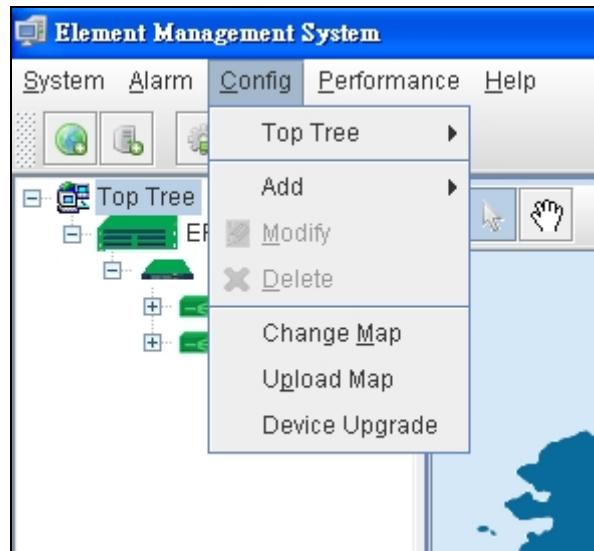 Element Management System
System Alarm Config Performance Help
Top Tree
Add
Modify
Delete
Change Map
Upload Map
Device Upgrade
Top Tree